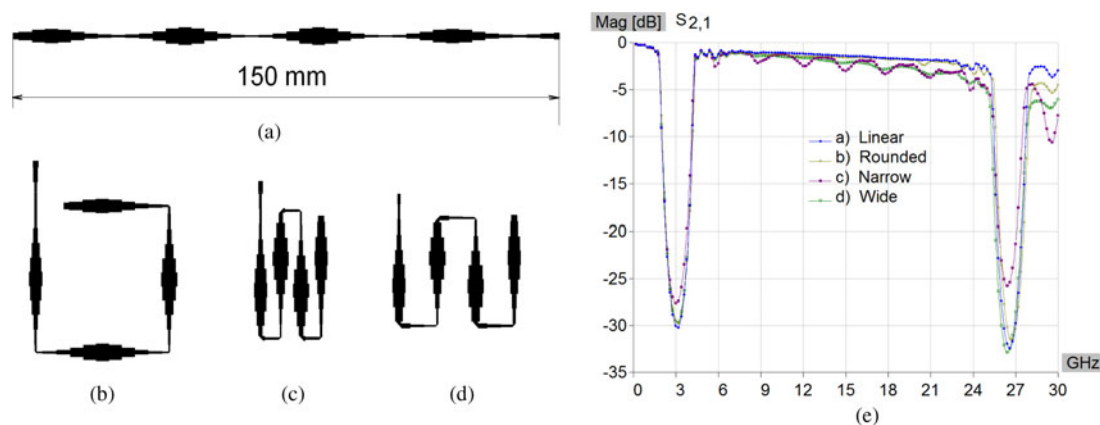 150 mm
(a)
(b)
(c)
(d)
Mag [dB] S2,1
0
-5
-10
-15
-20
-25
-30
-35
a) Linear
b) Rounded
c) Narrow
d) Wide
GHz
0 3 6 9 12 15 18 21 24 27 30
(e)